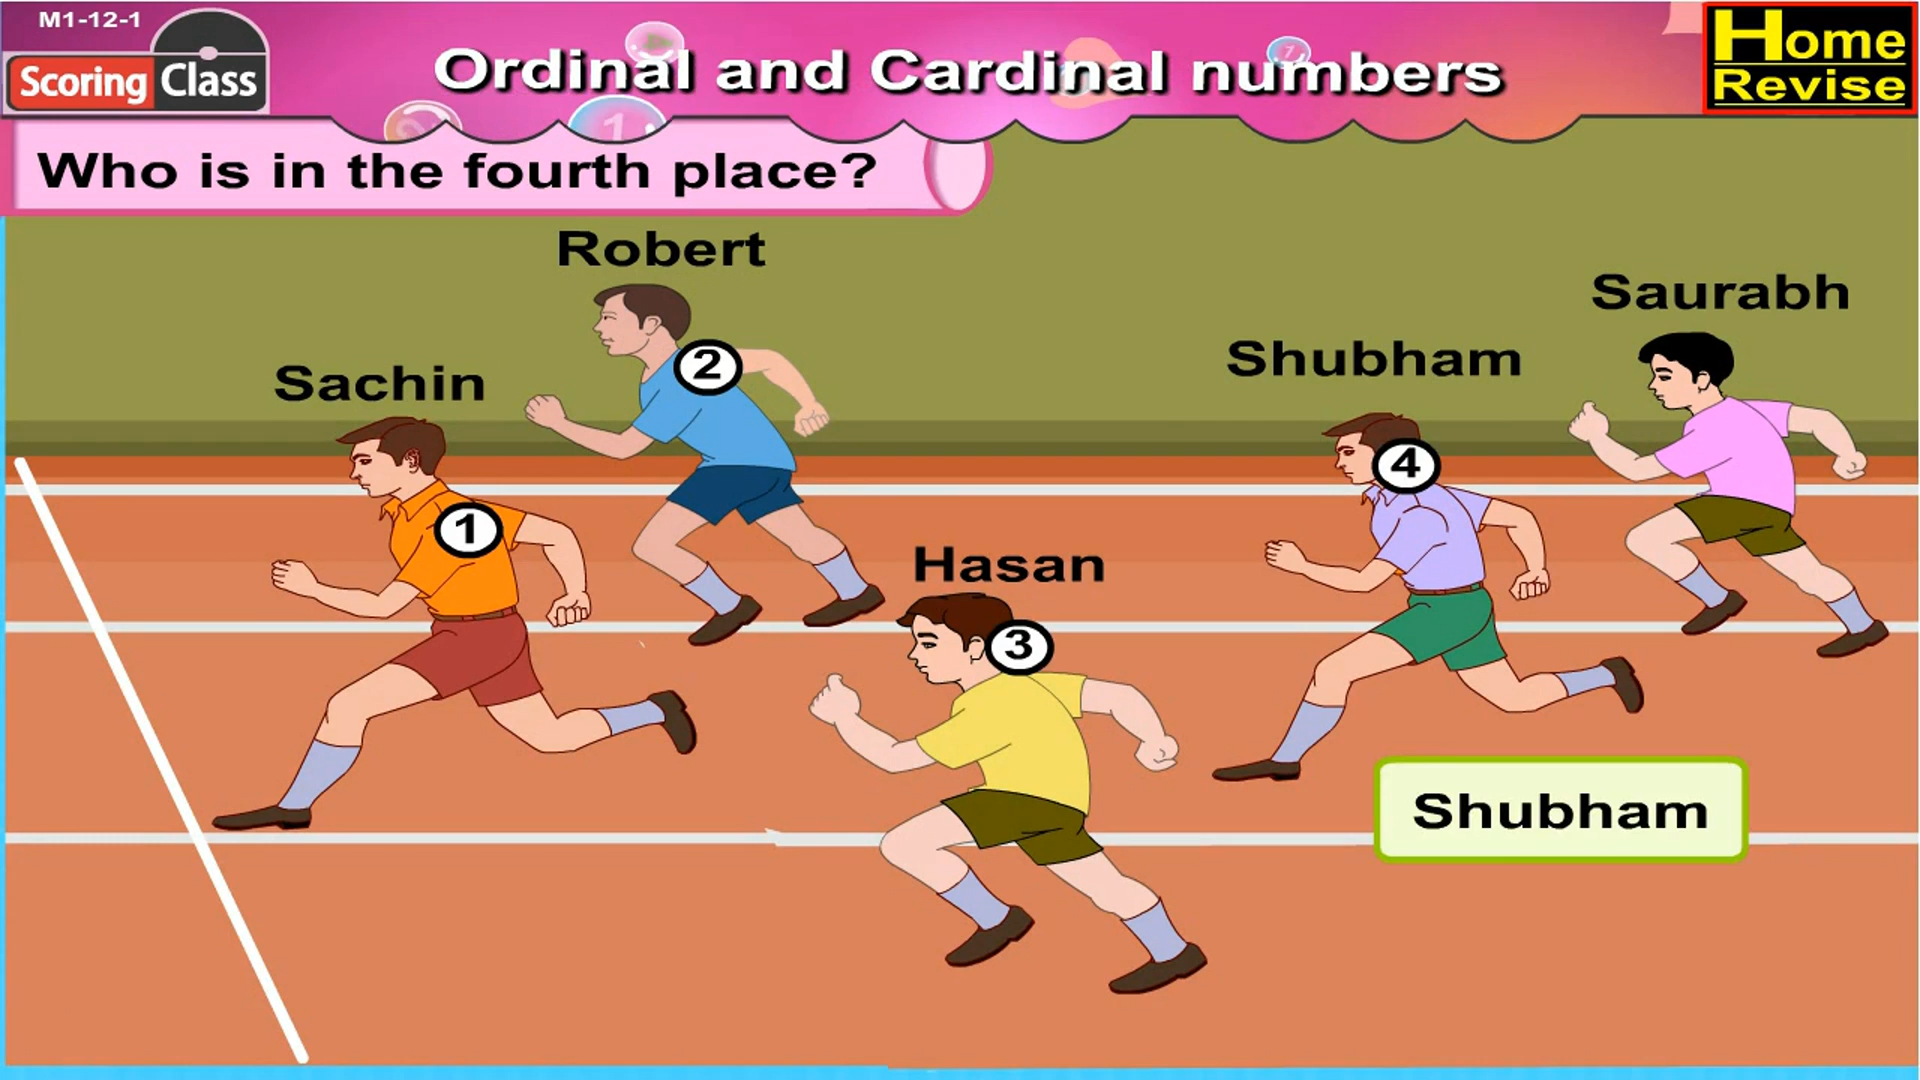 M1-12-1
Scoring Class
Ordinal and Cardinal numbers
Home
Revise
Who is in the fourth place?
Robert
Saurabh
Shubham
Sachin
2
4
1
Hasan
3
Shubham